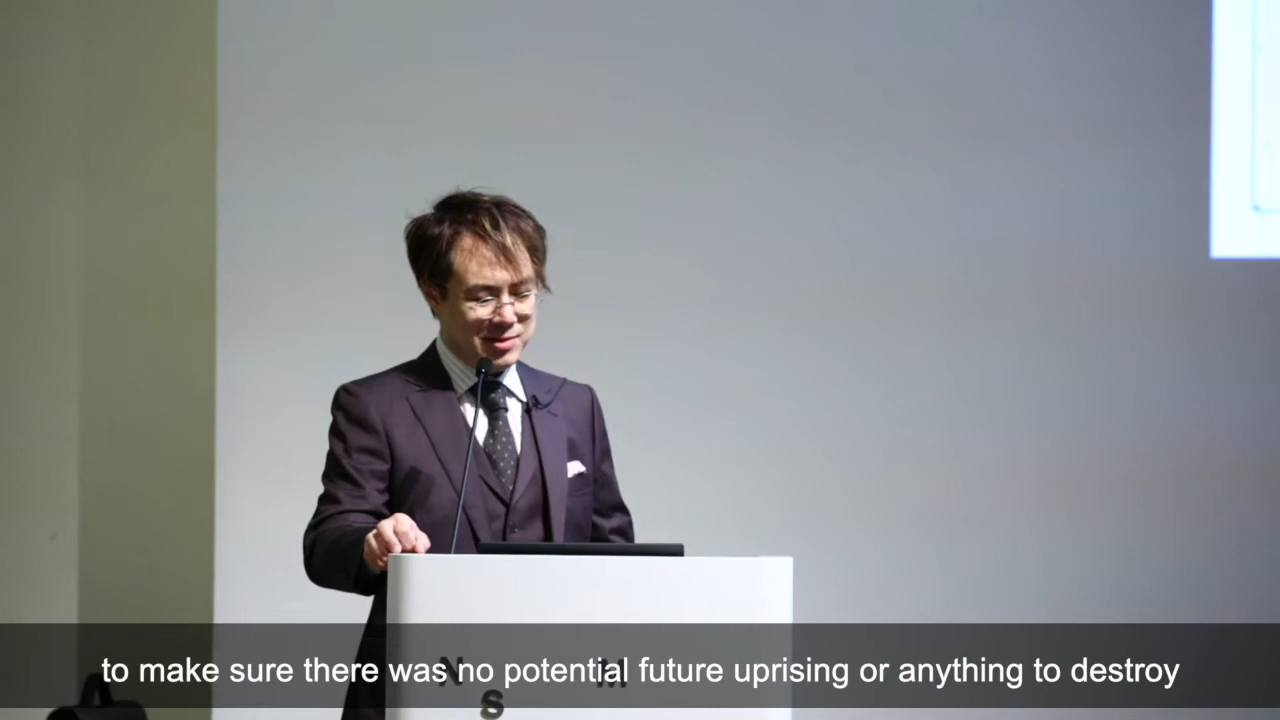 to make sure there was no potential future uprising or anything to destroy
N M
S